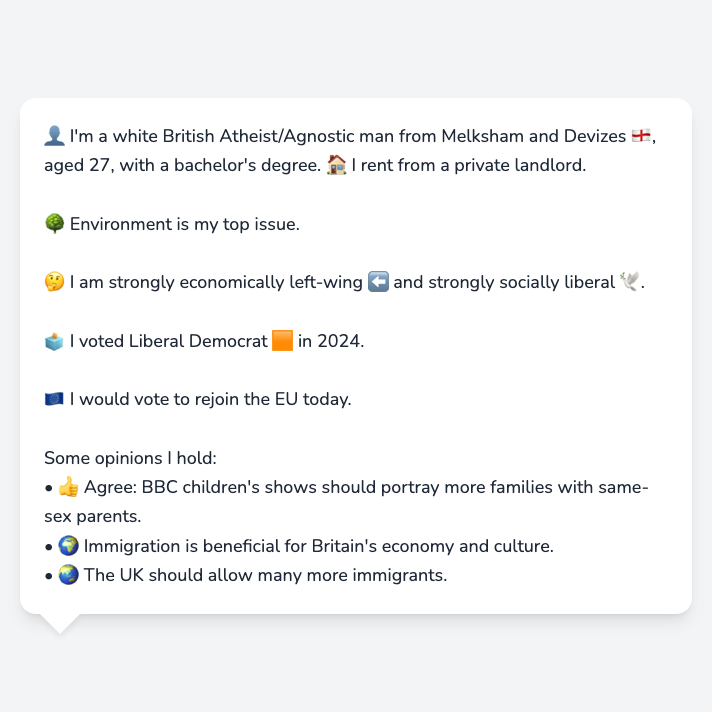 👤 I'm a white British Atheist/Agnostic man from Melksham and Devizes 🏴󠁧󠁢󠁥󠁮󠁧󠁿,
aged 27, with a bachelor's degree. 🏠 I rent from a private landlord.
🌳 Environment is my top issue.
🤔 I am strongly economically left-wing ⬅️ and strongly socially liberal 🕊️.
🗳️ I voted Liberal Democrat 🟧 in 2024.
🇪🇺 I would vote to rejoin the EU today.
Some opinions I hold:
• 👍 Agree: BBC children's shows should portray more families with same-
sex parents.
• 🌍 Immigration is beneficial for Britain's economy and culture.
• 🌏 The UK should allow many more immigrants.